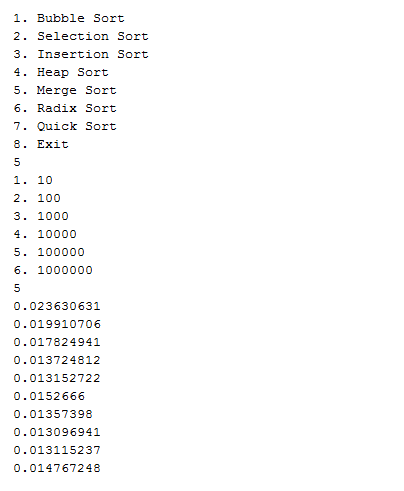 1. Bubble Sort
2. Selection Sort
3. Insertion Sort
4. Heap Sort
5. Merge Sort
6. Radix Sort
7. Quick Sort
8. Exit
5
1. 10
2. 100
3. 1000
4. 10000
5. 100000
6. 1000000
5
0.023630631
0.019910706
0.017824941
0.013724812
0.013152722
0.0152666
0.01357398
0.013096941
0.013115237
0.014767248